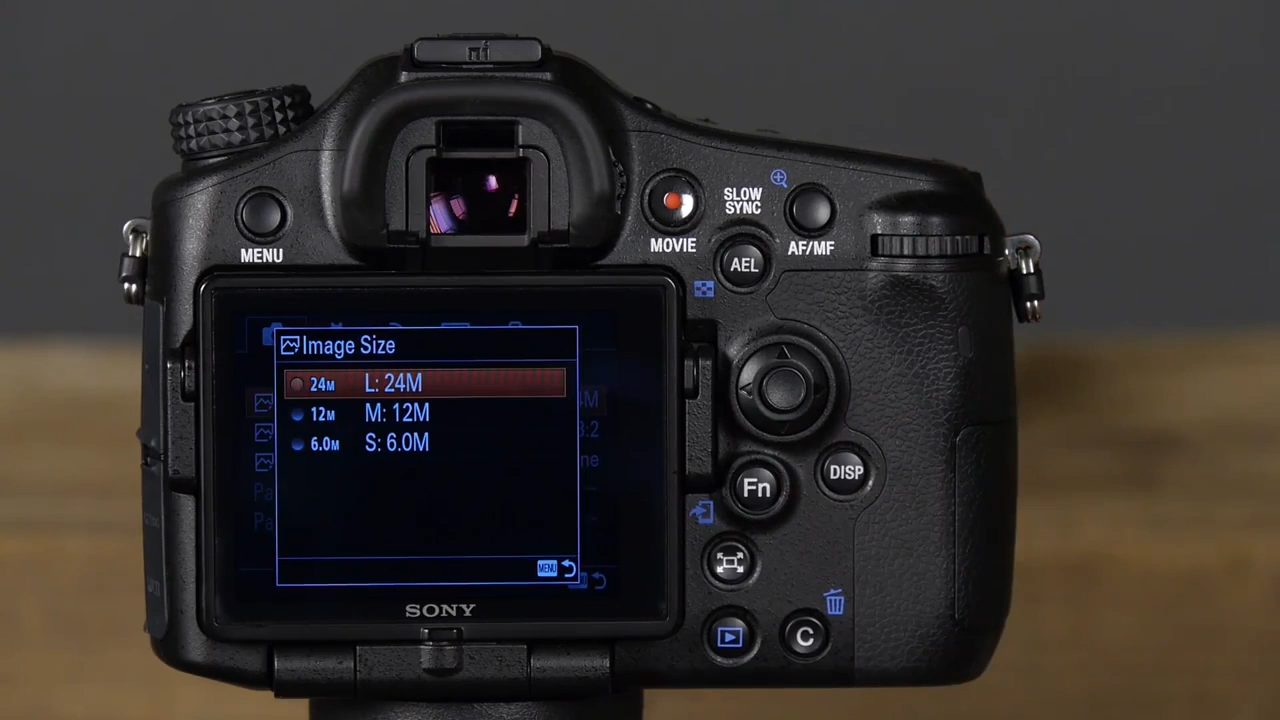 MENU
MOVIE
SLOW
SYNC
AF/MF
AEL
Image Size
24M L: 24M
12M M: 12M
6.0M S: 6.0M
MENU
SONY
Fn
DISP
C